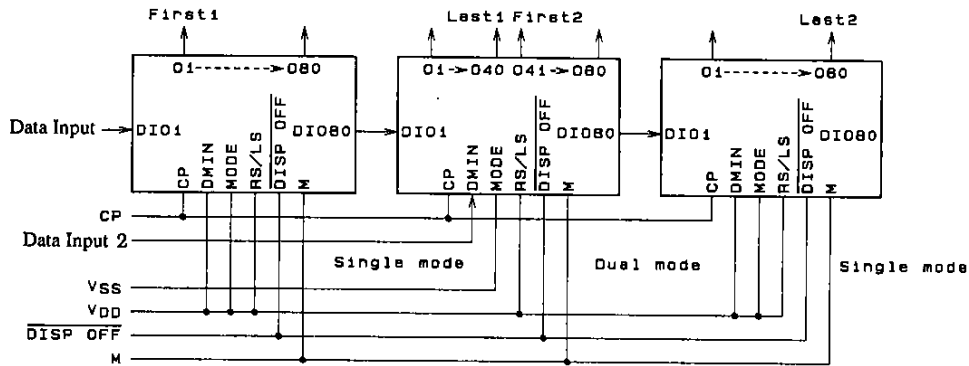 First1 Last1 First2 Last2
O1 -------> O80 O1→O40 O41→O80 O1 -------> O80
Data Input DIO1 DIO80 DIO1 DIO80 DIO1 DIO80
CP DMIN MODE RS/LS DISP OFF M
CP DMIN MODE RS/LS DISP OFF M
CP DMIN MODE RS/LS DISP OFF M
CP
Data Input 2
Single mode Dual mode Single mode
VSS
VDD
DISP OFF
M